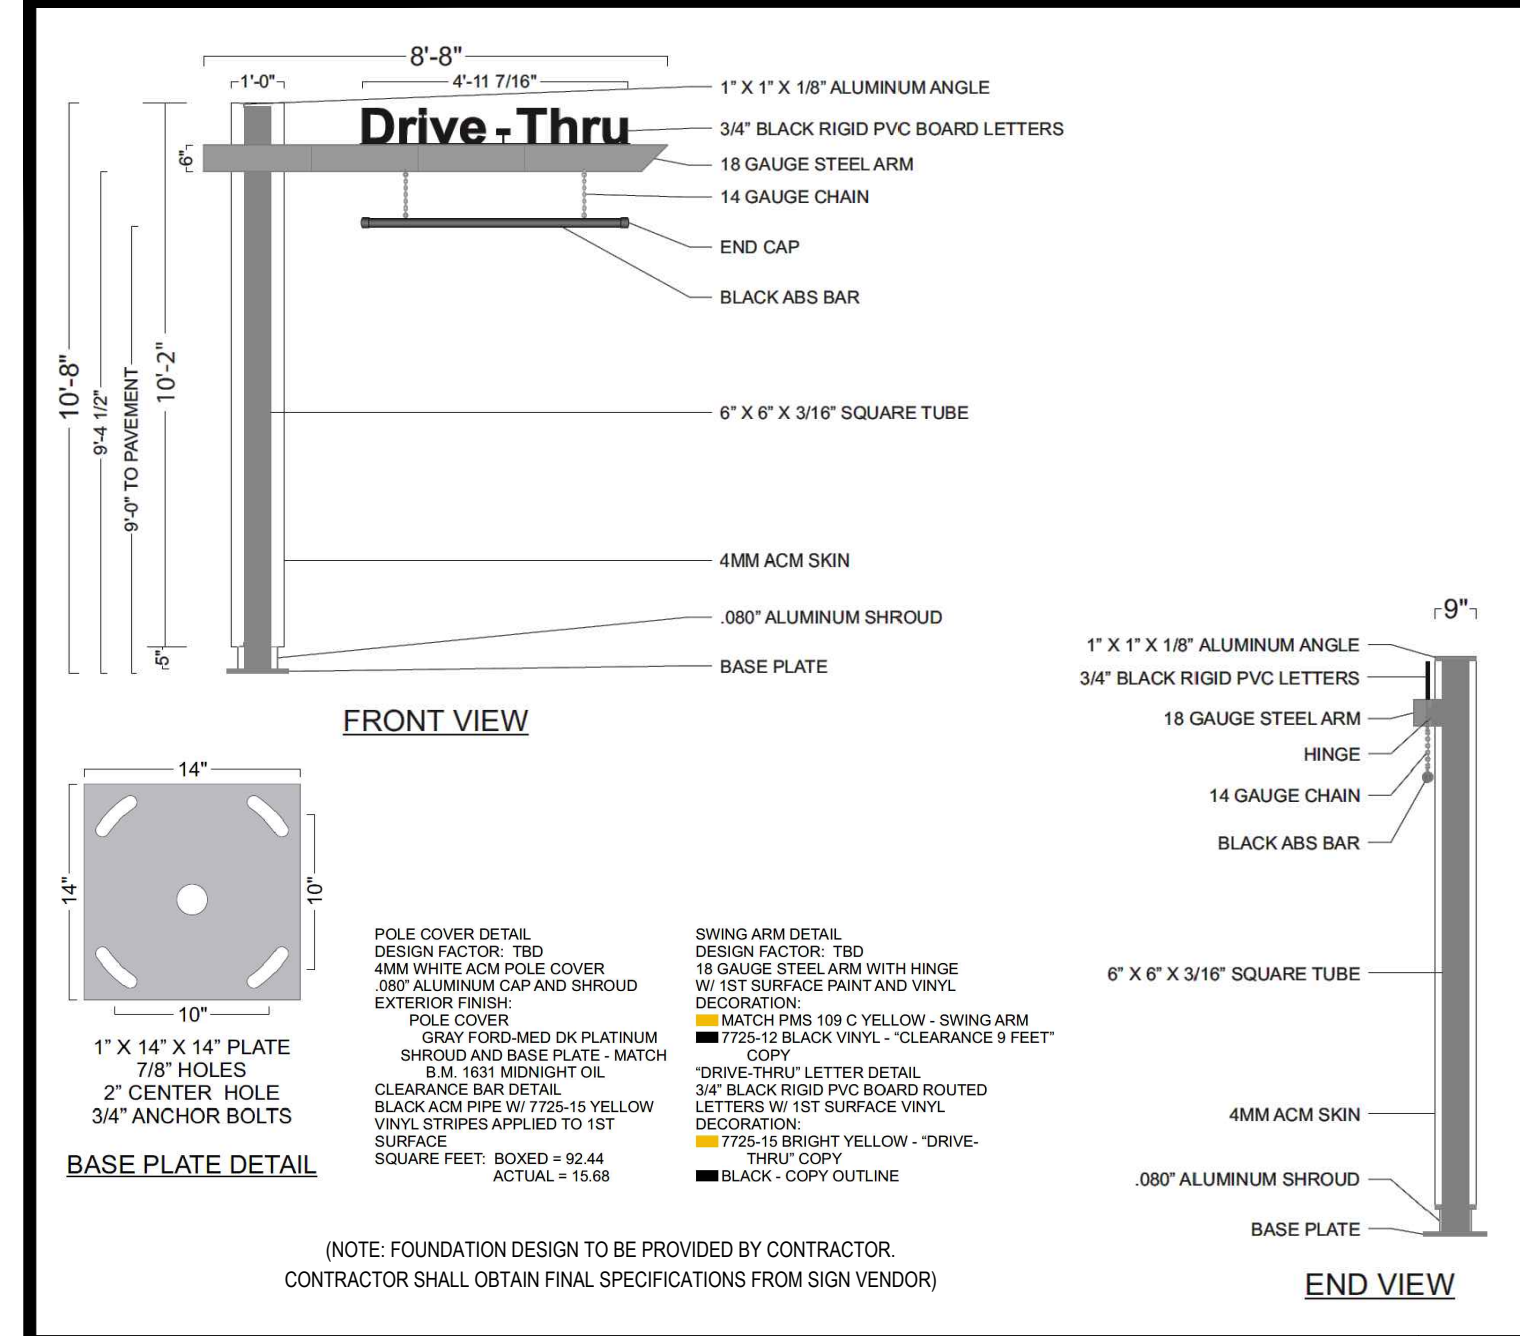 8'-8"
1'-0"
4'-11 7/16"
1” X 1” X 1/8” ALUMINUM ANGLE
Drive-Thru
3/4” BLACK RIGID PVC BOARD LETTERS
6"
18 GAUGE STEEL ARM
14 GAUGE CHAIN
END CAP
BLACK ABS BAR
10'-8"
9'-4 1/2"
9'-0" TO PAVEMENT
10'-2"
6” X 6” X 3/16” SQUARE TUBE
4MM ACM SKIN
.080” ALUMINUM SHROUD
5"
BASE PLATE
FRONT VIEW
9"
1” X 1” X 1/8” ALUMINUM ANGLE
3/4” BLACK RIGID PVC LETTERS
18 GAUGE STEEL ARM
HINGE
14 GAUGE CHAIN
BLACK ABS BAR
6” X 6” X 3/16” SQUARE TUBE
4MM ACM SKIN
.080” ALUMINUM SHROUD
BASE PLATE
END VIEW
14"
14"
10"
10"
1” X 14” X 14” PLATE
7/8” HOLES
2” CENTER HOLE
3/4” ANCHOR BOLTS
BASE PLATE DETAIL
POLE COVER DETAIL
DESIGN FACTOR: TBD
4MM WHITE ACM POLE COVER
.080” ALUMINUM CAP AND SHROUD
EXTERIOR FINISH:
POLE COVER
GRAY FORD-MED DK PLATINUM
SHROUD AND BASE PLATE - MATCH
B.M. 1631 MIDNIGHT OIL
CLEARANCE BAR DETAIL
BLACK ACM PIPE W/ 7725-15 YELLOW
VINYL STRIPES APPLIED TO 1ST
SURFACE
SQUARE FEET: BOXED = 92.44
ACTUAL = 15.68
SWING ARM DETAIL
DESIGN FACTOR: TBD
18 GAUGE STEEL ARM WITH HINGE
W/ 1ST SURFACE PAINT AND VINYL
DECORATION:
MATCH PMS 109 C YELLOW - SWING ARM
7725-12 BLACK VINYL - “CLEARANCE 9 FEET”
COPY
“DRIVE-THRU” LETTER DETAIL
3/4” BLACK RIGID PVC BOARD ROUTED
LETTERS W/ 1ST SURFACE VINYL
DECORATION:
7725-15 BRIGHT YELLOW - “DRIVE-
THRU” COPY
BLACK - COPY OUTLINE
(NOTE: FOUNDATION DESIGN TO BE PROVIDED BY CONTRACTOR.
CONTRACTOR SHALL OBTAIN FINAL SPECIFICATIONS FROM SIGN VENDOR)